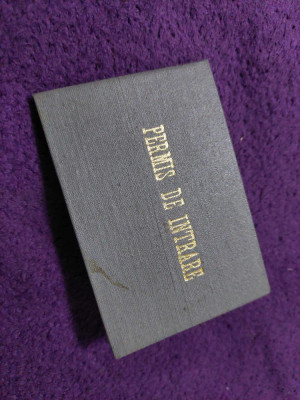 PERMIS DE INTRARE